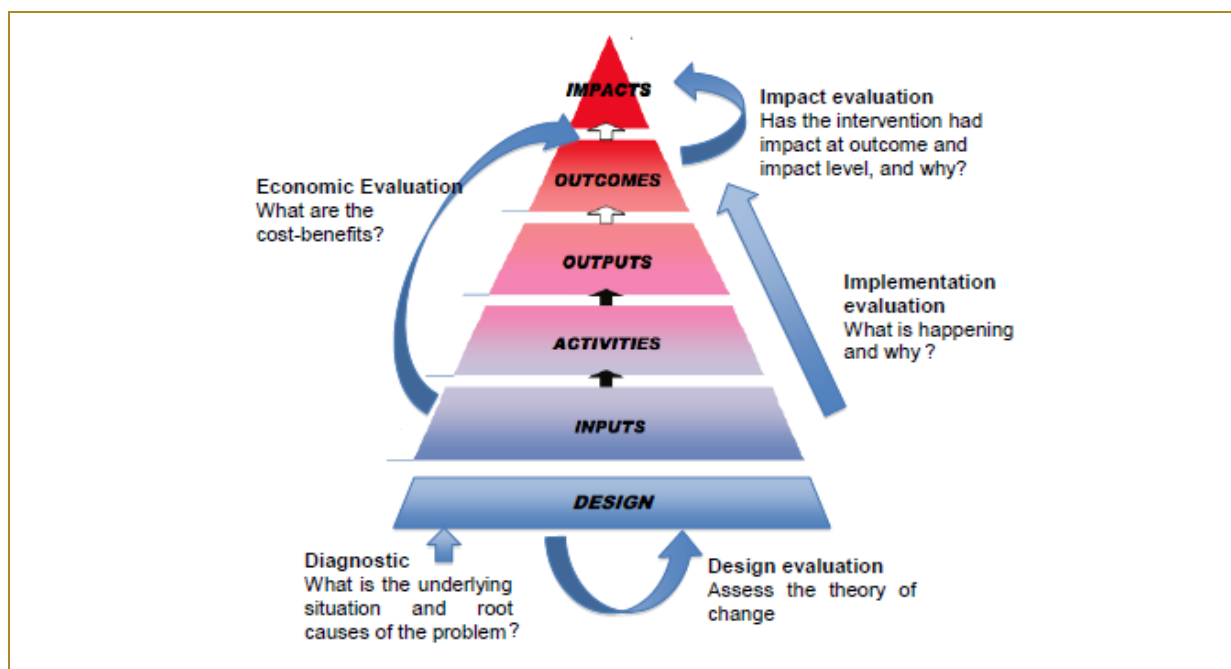 IMPACTS
Impact evaluation
Has the intervention had
impact at outcome and
impact level, and why?
Economic Evaluation
What are the
cost-benefits?
OUTCOMES
OUTPUTS
Implementation
evaluation
What is happening
and why ?
ACTIVITIES
INPUTS
DESIGN
Diagnostic
What is the underlying
situation and root
causes of the problem?
Design evaluation
Assess the theory of
change